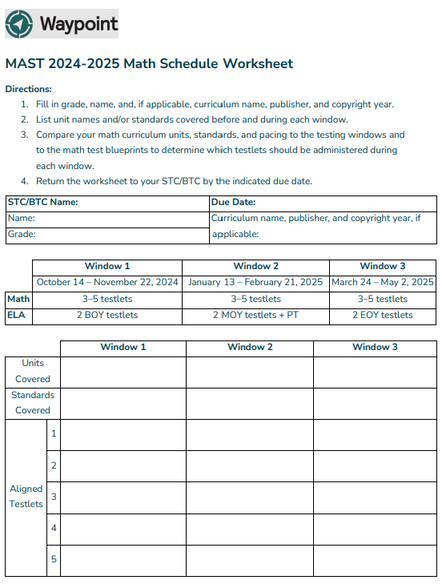 Waypoint
MAST 2024-2025 Math Schedule Worksheet
Directions:
1. Fill in grade, name, and, if applicable, curriculum name, publisher, and copyright year.
2. List unit names and/or standards covered before and during each window.
3. Compare your math curriculum units, standards, and pacing to the testing windows and
to the math test blueprints to determine which testlets should be administered during
each window.
4. Return the worksheet to your STC/BTC by the indicated due date.
STC/BTC Name: Due Date:
Name: Curriculum name, publisher, and copyright year, if
Grade: applicable:
Window 1 Window 2 Window 3
October 14 – November 22, 2024 January 13 – February 21, 2025 March 24 – May 2, 2025
Math 3–5 testlets 3–5 testlets 3–5 testlets
ELA 2 BOY testlets 2 MOY testlets + PT 2 EOY testlets
Window 1 Window 2 Window 3
Units
Covered
Standards
Covered
Aligned
Testlets
1
2
3
4
5